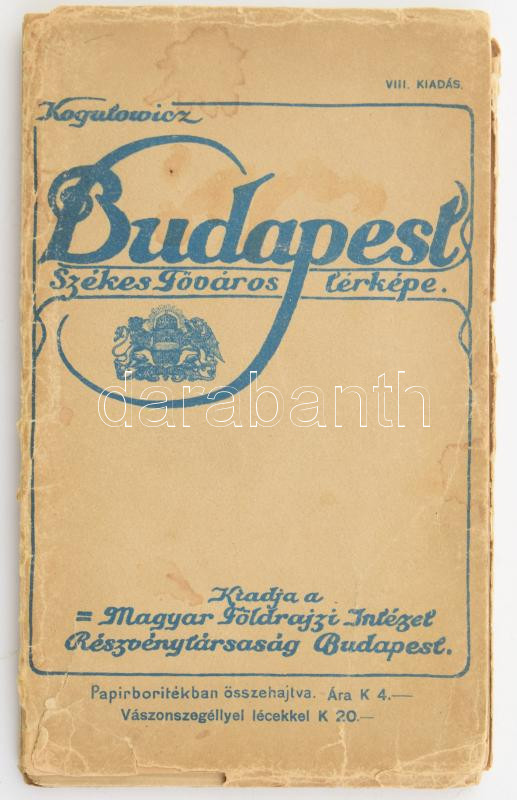 VIII. KIADÁS.
Kogutowicz
Budapest
Székes Főváros térképe.
darabanth
Kiadja a
= Magyar Földrajzi Intézet
Részvénytársaság Budapest.
Papirboritékban összehajtva. Ára K 4.—
Vászonszegéllyel lécekkel K 20.—